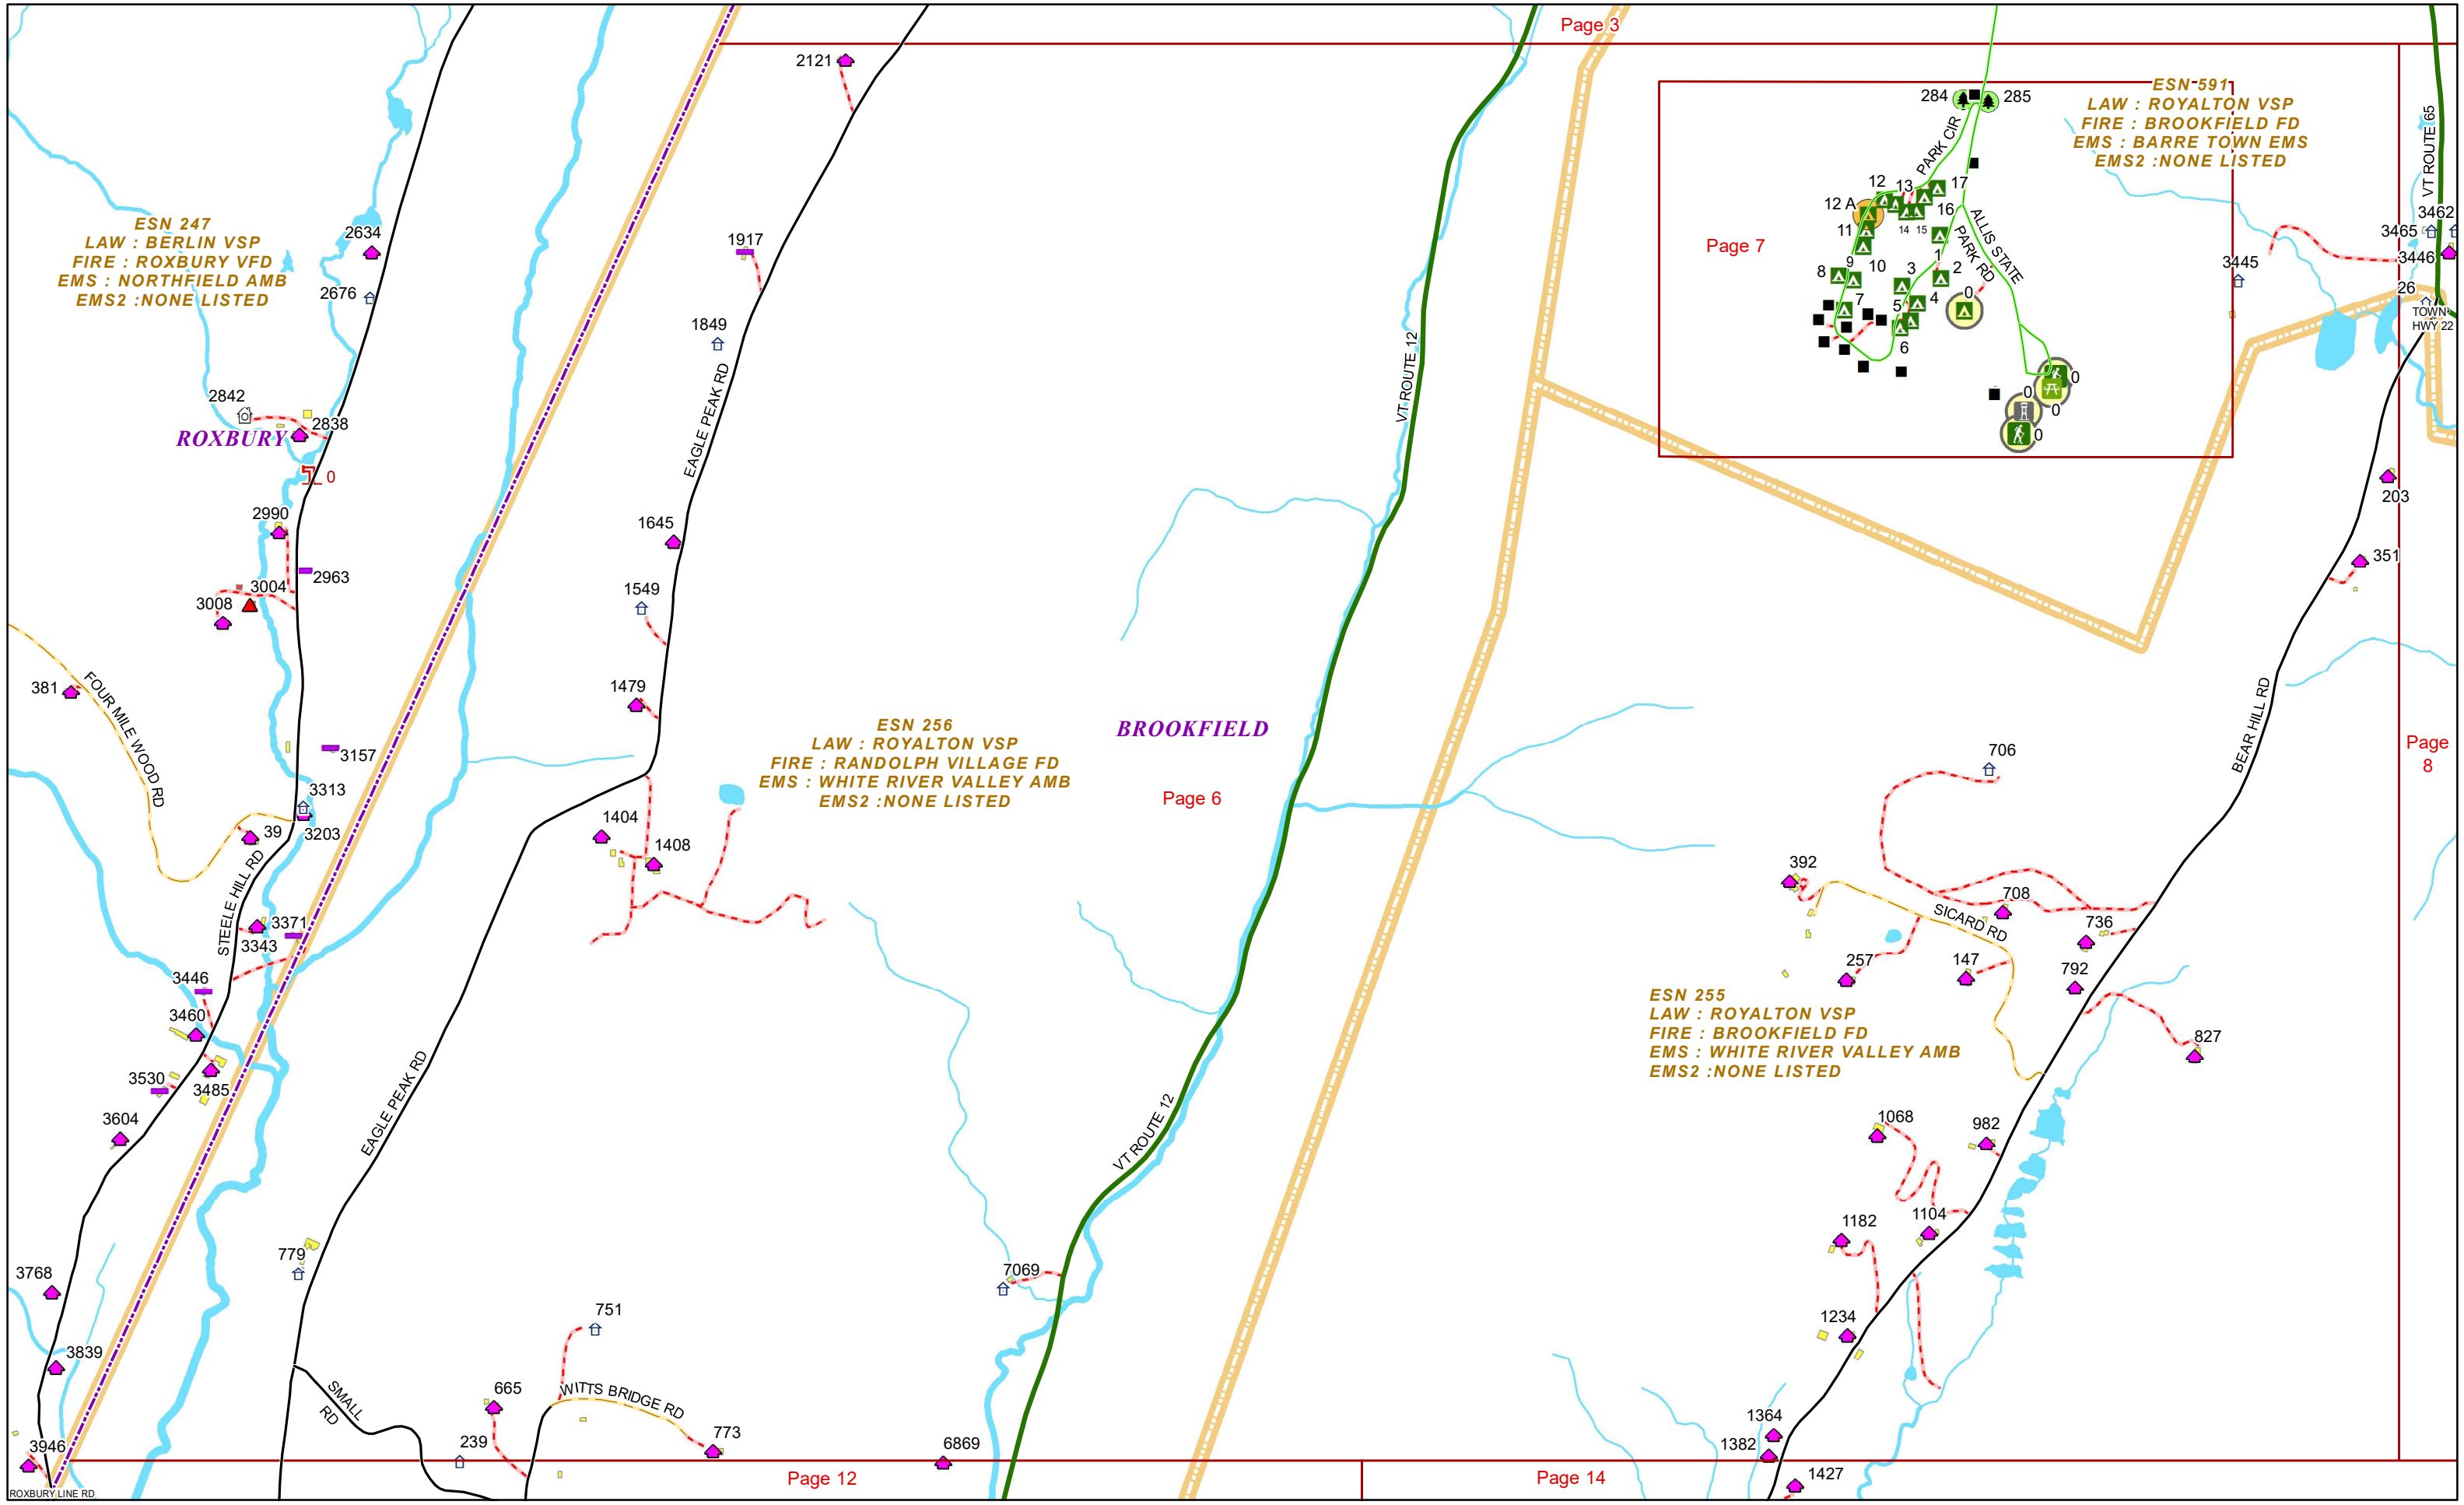 Page 3
2121
284
285
ESN 591
LAW : ROYALTON VSP
FIRE : BROOKFIELD FD
EMS : BARRE TOWN EMS
EMS2 :NONE LISTED
VT ROUTE 65
PARK CIR
12
13
17
12 A
16
14
15
11
ALLIS STATE
PARK RD
Page 7
1
9
10
8
3
2
7
5
4
0
6
0
0
0
0
3462
3465
3446
3445
26
TOWN
HWY 22
ESN 247
LAW : BERLIN VSP
FIRE : ROXBURY VFD
EMS : NORTHFIELD AMB
EMS2 :NONE LISTED
2634
2676
1917
1849
EAGLE PEAK RD
VT ROUTE 12
2842
2838
ROXBURY
0
2990
2963
3004
3008
1645
1549
1479
203
351
381
FOUR MILE WOOD RD
3157
3313
3203
39
STEELE HILL RD
ESN 256
LAW : ROYALTON VSP
FIRE : RANDOLPH VILLAGE FD
EMS : WHITE RIVER VALLEY AMB
EMS2 :NONE LISTED
BROOKFIELD
Page 6
BEAR HILL RD
Page
8
706
1404
1408
392
708
SICARD RD
736
257
147
792
827
3371
3343
3446
3460
3485
3530
3604
EAGLE PEAK RD
VT ROUTE 12
ESN 255
LAW : ROYALTON VSP
FIRE : BROOKFIELD FD
EMS : WHITE RIVER VALLEY AMB
EMS2 :NONE LISTED
1068
982
1182
1104
779
7069
3768
751
1234
3839
SMALL
RD
665
WITTS BRIDGE RD
773
239
6869
1364
1382
1427
3946
Page 12
Page 14
ROXBURY LINE RD